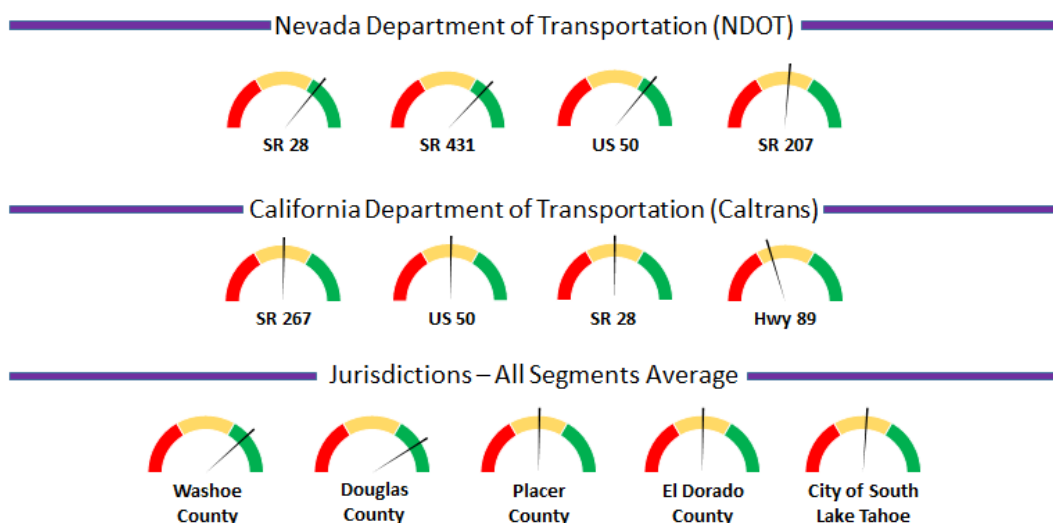 Nevada Department of Transportation (NDOT)
SR 28
SR 431
US 50
SR 207
California Department of Transportation (Caltrans)
SR 267
US 50
SR 28
Hwy 89
Jurisdictions – All Segments Average
Washoe
County
Douglas
County
Placer
County
El Dorado
County
City of South
Lake Tahoe